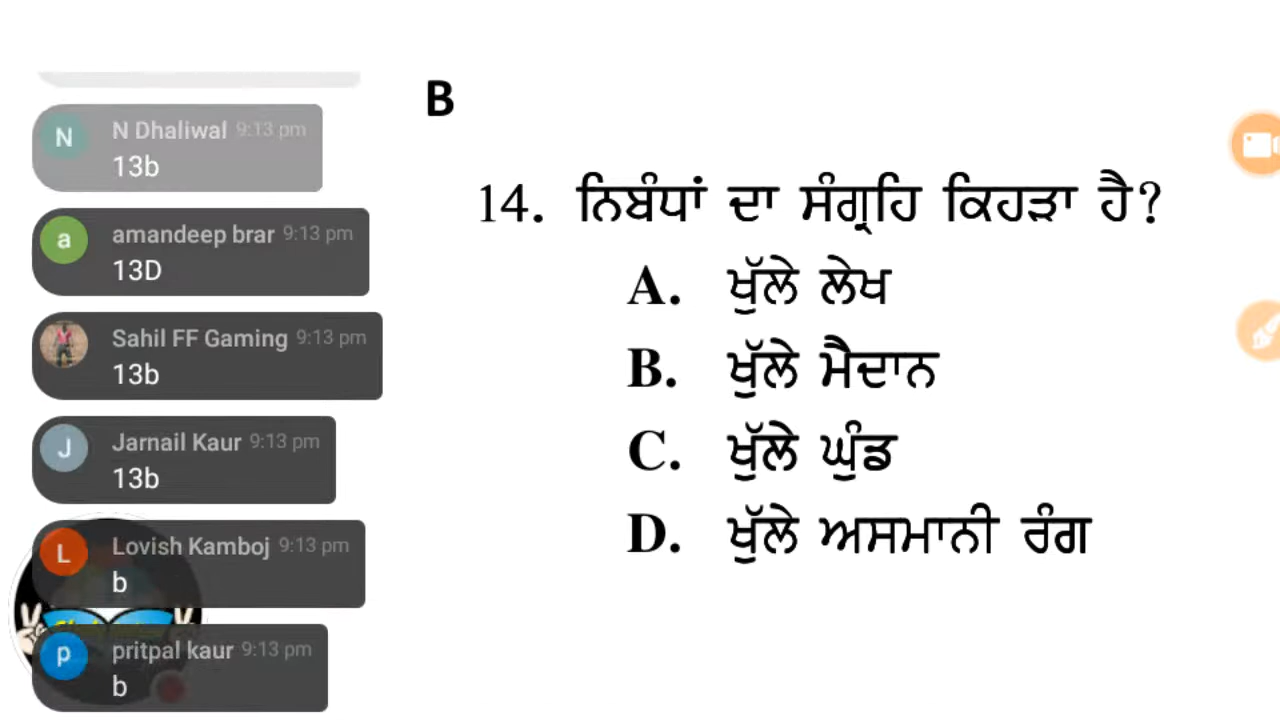 N
N Dhaliwal 9:13 pm
13b
a
amandeep brar 9:13 pm
13D
Sahil FF Gaming 9:13 pm
13b
J
Jarnail Kaur 9:13 pm
13b
L
Lovish Kamboj 9:13 pm
b
p
pritpal kaur 9:13 pm
b
B
14. ਨਿਬੰਧਾਂ ਦਾ ਸੰਗ੍ਰਹਿ ਕਿਹੜਾ ਹੈ?
A. ਖੁੱਲੇ ਲੇਖ
B. ਖੁੱਲੇ ਮੈਦਾਨ
C. ਖੁੱਲੇ ਘੁੰਡ
D. ਖੁੱਲੇ ਅਸਮਾਨੀ ਰੰਗ